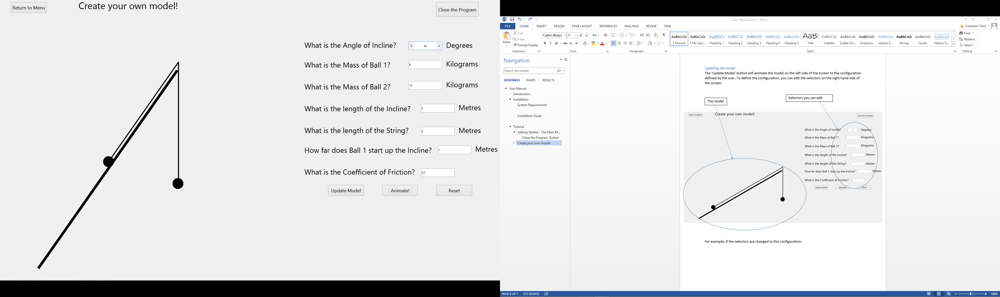 Return to Menu
Create your own model!
Close the Program
What is the Angle of Incline? < 55 > Degrees
What is the Mass of Ball 1? 8 Kilograms
What is the Mass of Ball 2? 15 Kilograms
What is the length of the Incline? 2 Metres
What is the length of the String? 2 Metres
How far does Ball 1 start up the Incline? 1 Metres
What is the Coefficient of Friction? 0.7
Update Model Animate! Reset
User Manual.docx - Word
FILE HOME INSERT DESIGN PAGE LAYOUT REFERENCES MAILINGS REVIEW VIEW
Cameron Conn
Paste
Cut
Copy
Format Painter
Clipboard
Calibri (Body) 11
Font
Paragraph
AaBbCcDc AaBbCcDc AaBbCc AaBbCcE AaBbCcD AaBbCcDc AaBbCcDc AaBl AaBbCcE AaBbCcDc AaBbCcDc AaBbCcDc AaBbCcDc AaBbCcDc AaBbCcDc
¶ Normal ¶ No Spac... Heading 1 Heading 2 Heading 3 Heading 4 Heading 5 Title Subtitle Subtle Em... Emphasis Intense E... Strong Quote Intense Q...
Styles
Find
Replace
Select
Editing
Navigation
Search document
HEADINGS PAGES RESULTS
User Manual
Introduction
Installation
System Requirements
Installation Guide
Tutorial
Getting Started – The Main M...
'Close the Program' Button
Create your own model!
Updating the model
The ‘Update Model’ button will animate the model on the left side of the screen to the configuration
defined by the user. To define the configuration, you can edit the selectors on the right hand side of
the screen:
The model
Selectors you can edit
Return to Menu
Create your own model!
Close the Program
What is the Angle of Incline? Degrees
What is the Mass of Ball 1? Kilograms
What is the Mass of Ball 2? Kilograms
What is the length of the Incline? Metres
What is the length of the String? Metres
How far does Ball 1 start up the Incline? Metres
What is the Coefficient of Friction?
Update Model Animate! Reset
For example, if the selectors are changed to this configuration:
PAGE 6 OF 7 572 WORDS
100%